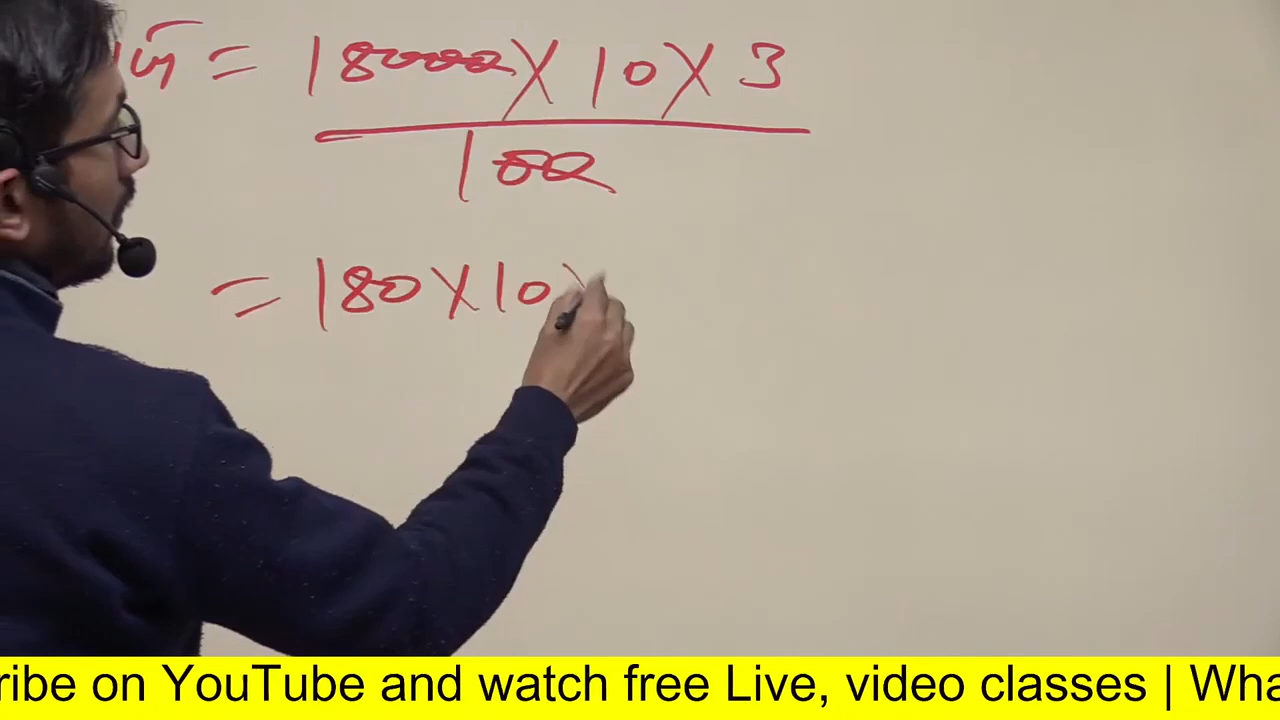 = 18000 × 10 × 3
100
= 180 × 10 ×
ribe on YouTube and watch free Live, video classes | Wha